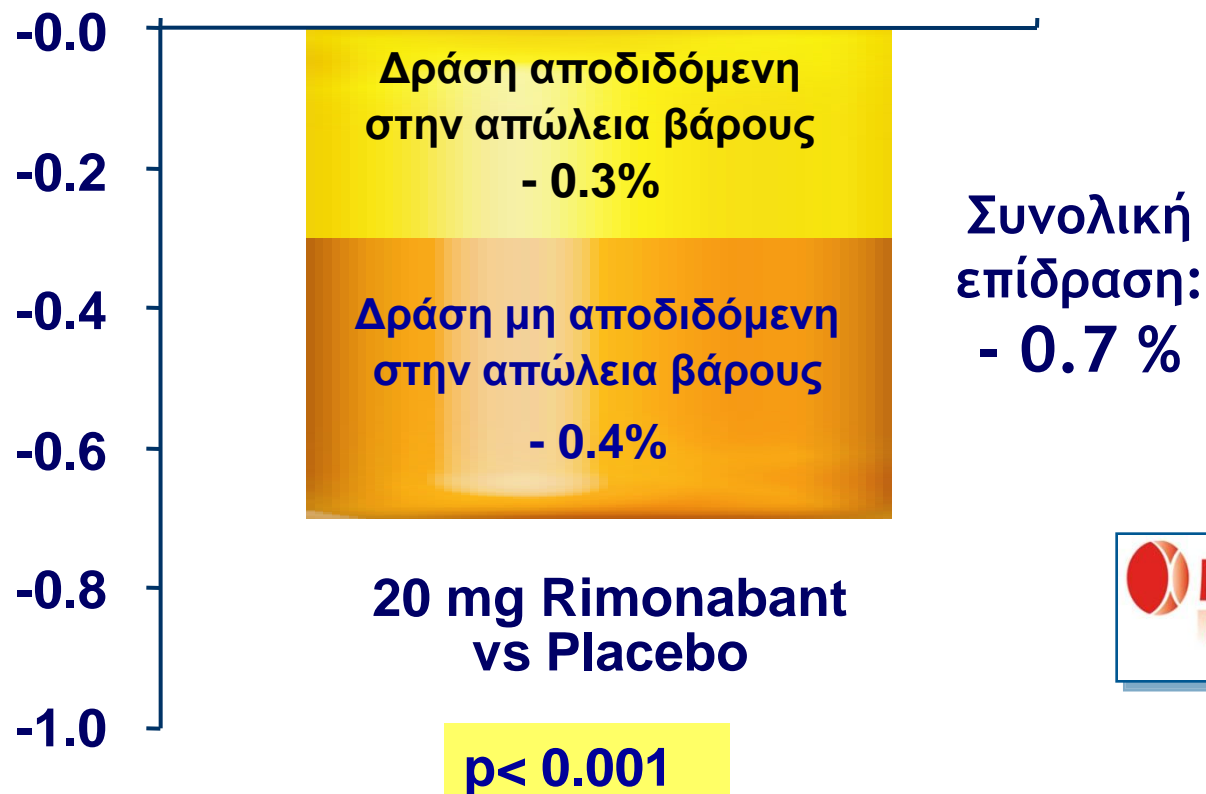 -0.0
-0.2
-0.4
-0.6
-0.8
-1.0
Δράση αποδιδόμενη
στην απώλεια βάρους
- 0.3%
Δράση μη αποδιδόμενη
στην απώλεια βάρους
- 0.4%
Συνολική
επίδραση:
- 0.7 %
20 mg Rimonabant
vs Placebo
p< 0.001